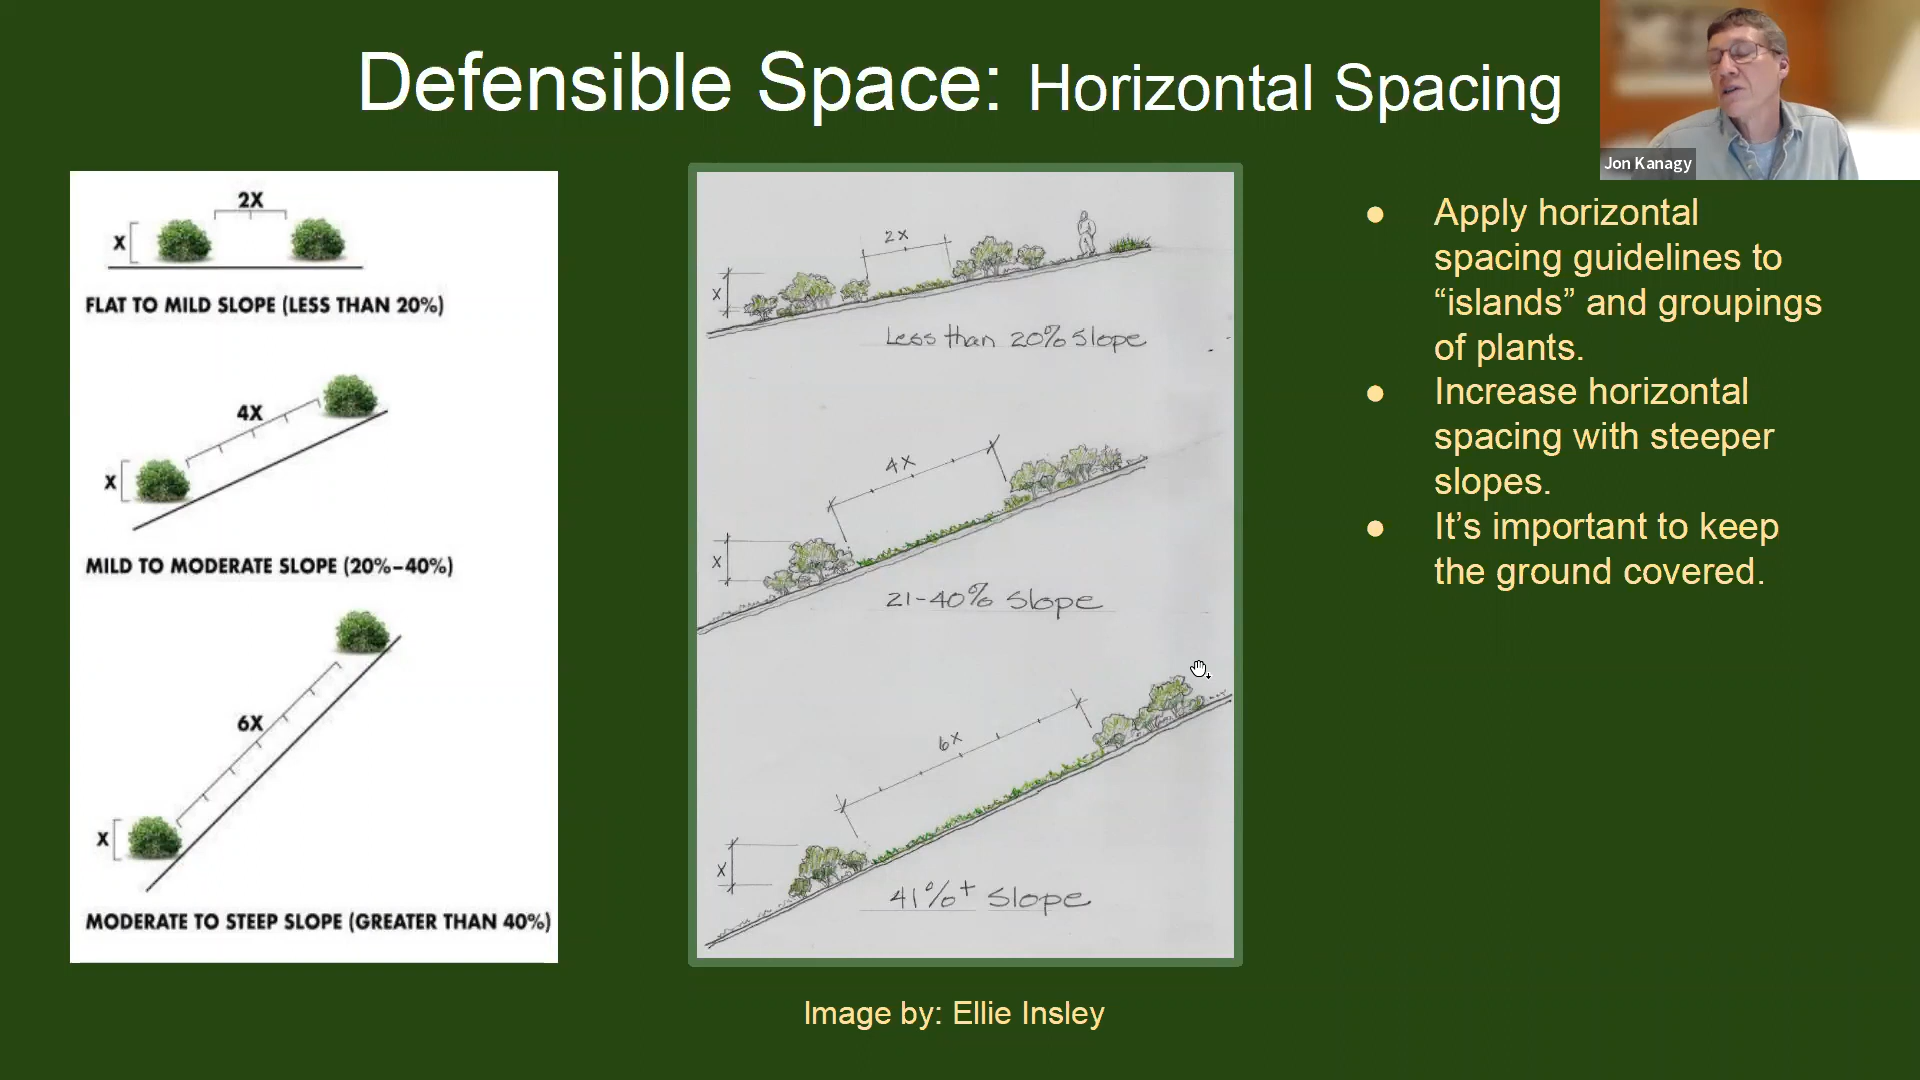 Defensible Space: Horizontal Spacing
Jon Kanagy
2X
X
FLAT TO MILD SLOPE (LESS THAN 20%)
4X
X
MILD TO MODERATE SLOPE (20%-40%)
6X
X
MODERATE TO STEEP SLOPE (GREATER THAN 40%)
2X
X
Less than 20% Slope
4X
X
21-40% Slope
6X
X
41%+ Slope
Image by: Ellie Insley
● Apply horizontal
spacing guidelines to
“islands” and groupings
of plants.
● Increase horizontal
spacing with steeper
slopes.
● It’s important to keep
the ground covered.